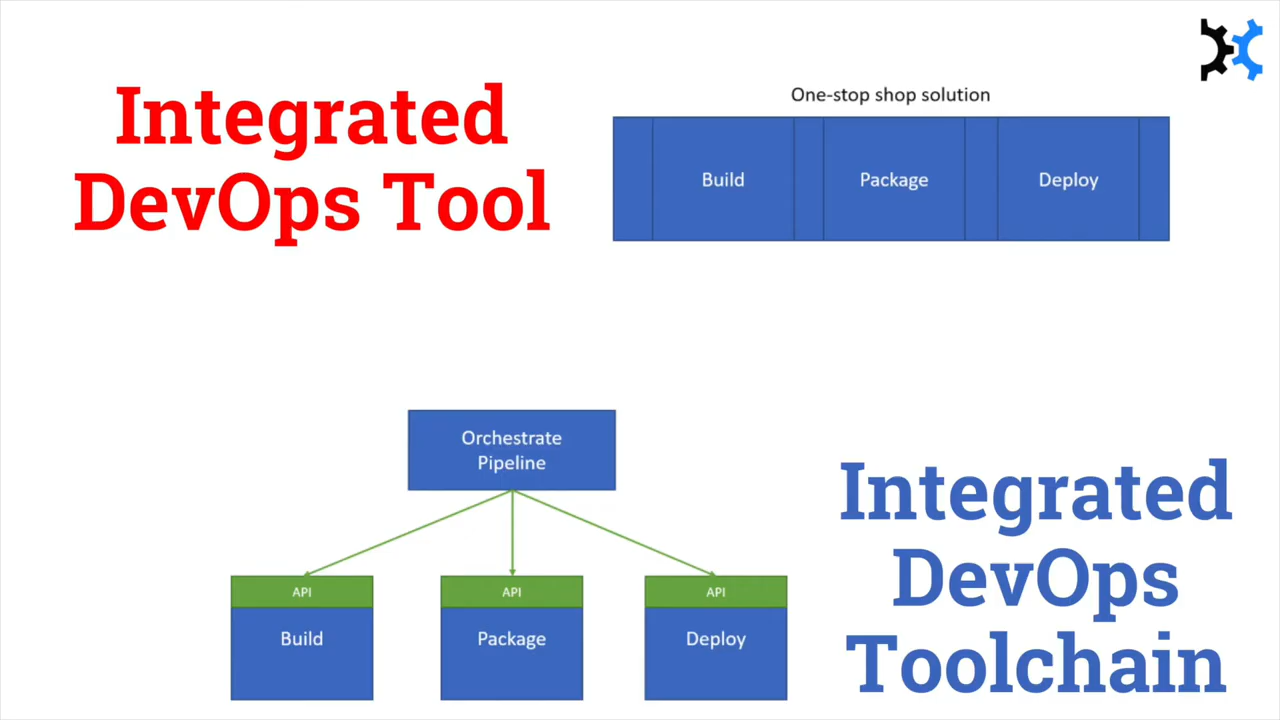 Integrated
DevOps Tool
One-stop shop solution
Build
Package
Deploy
Orchestrate
Pipeline
API
API
API
Build
Package
Deploy
Integrated
DevOps
Toolchain